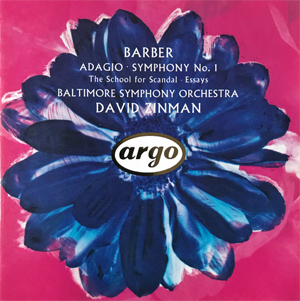 BARBER
ADAGIO · SYMPHONY No. 1
The School for Scandal · Essays
BALTIMORE SYMPHONY ORCHESTRA
DAVID ZINMAN
argo